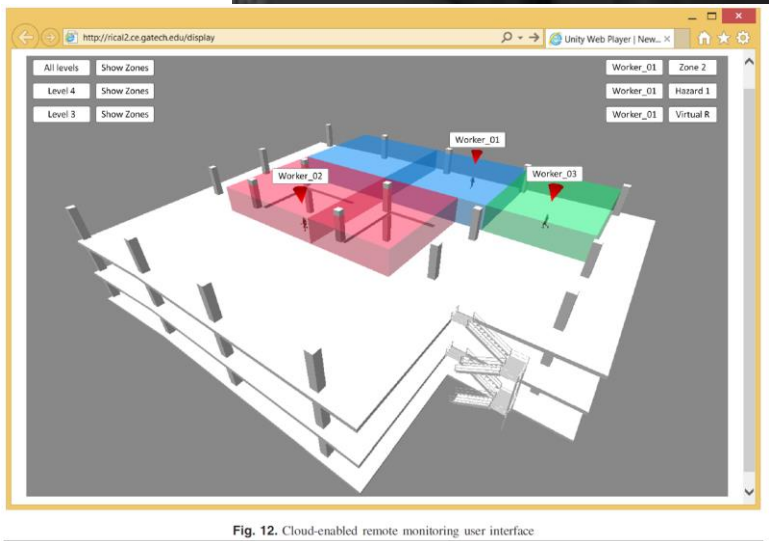 http://rical2.ce.gatech.edu/display
Unity Web Player | New...
All levels Show Zones
Worker_01 Zone 2
Level 4 Show Zones
Worker_01 Hazard 1
Level 3 Show Zones
Worker_01 Virtual R
Worker_01
Worker_02
Worker_03
Fig. 12. Cloud-enabled remote monitoring user interface